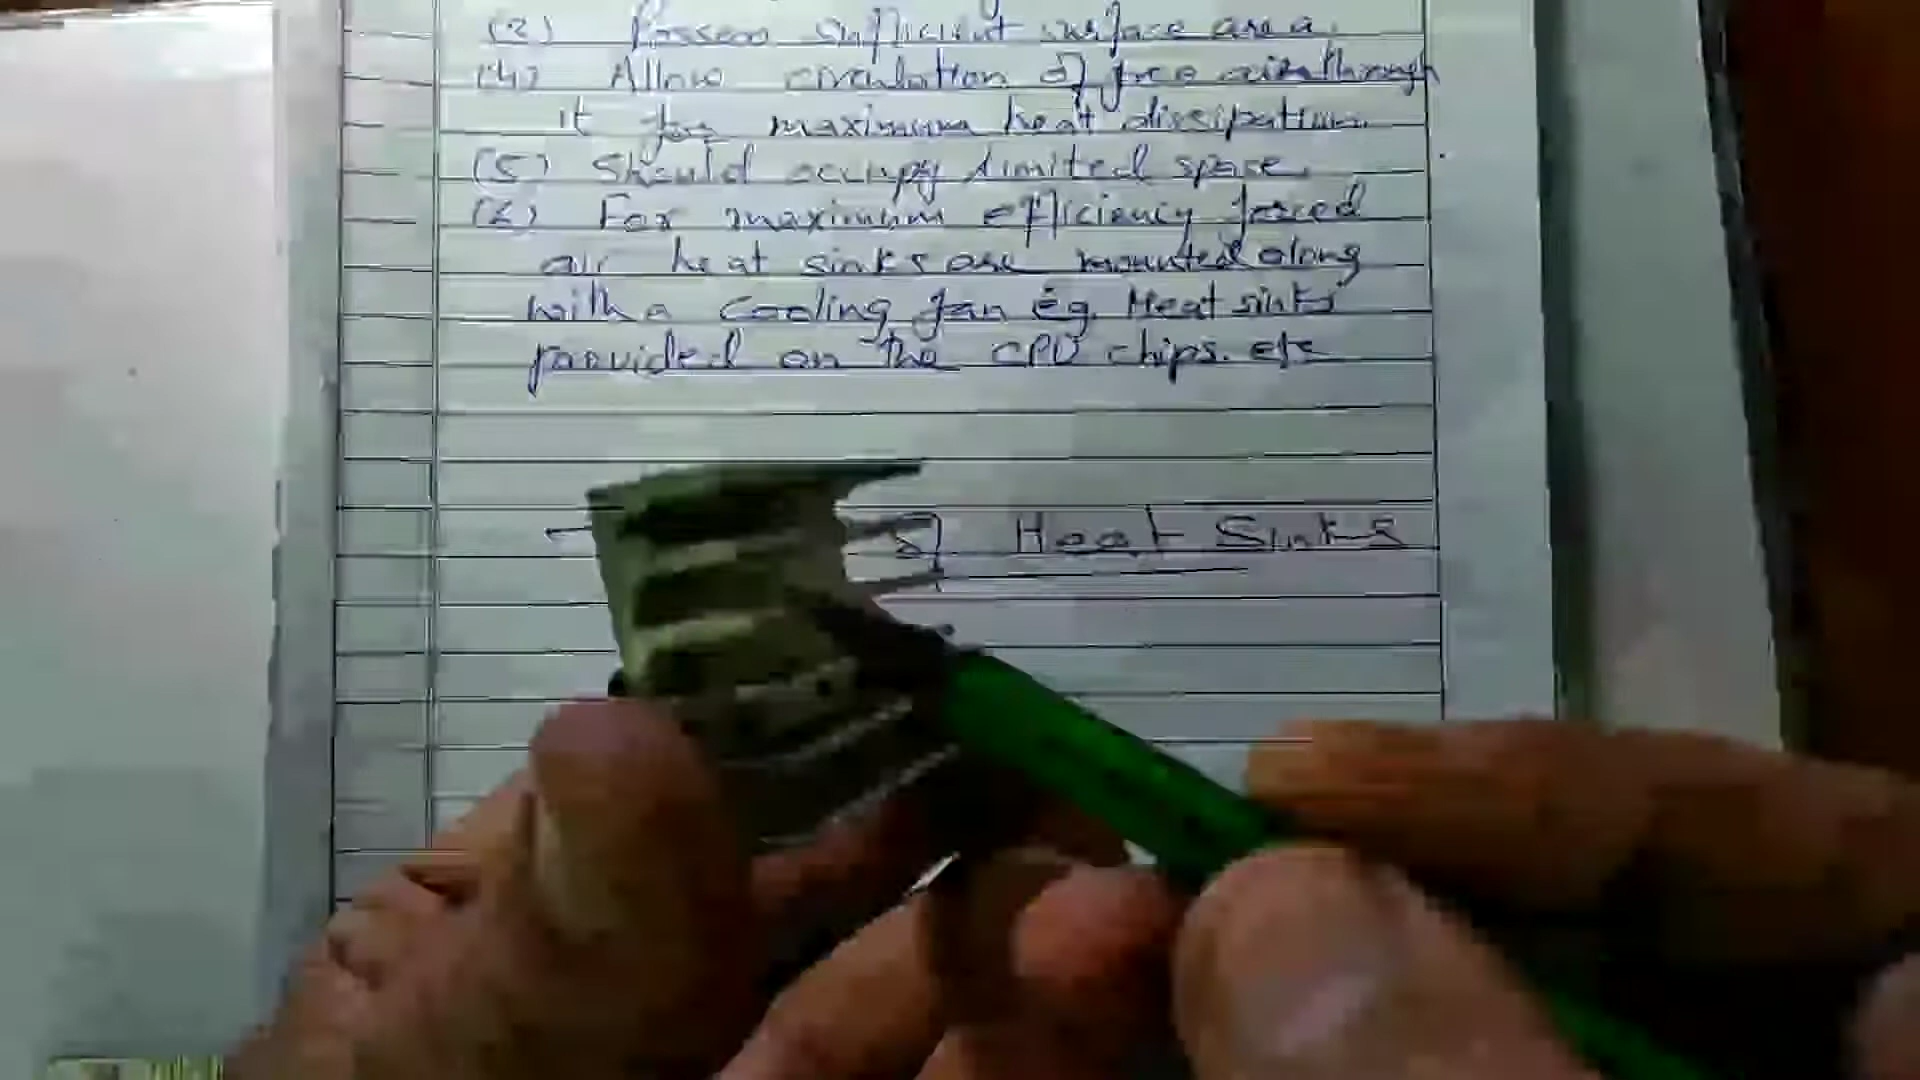 (3) Possess sufficient surface area.
(4) Allow circulation of free air through
it for maximum heat dissipation.
(5) Should occupy limited space.
(6) For maximum efficiency forced
air heat sinks are mounted along
with a cooling fan eg. Heat sinks
provided on the CPU chips. etc
Heat Sinks